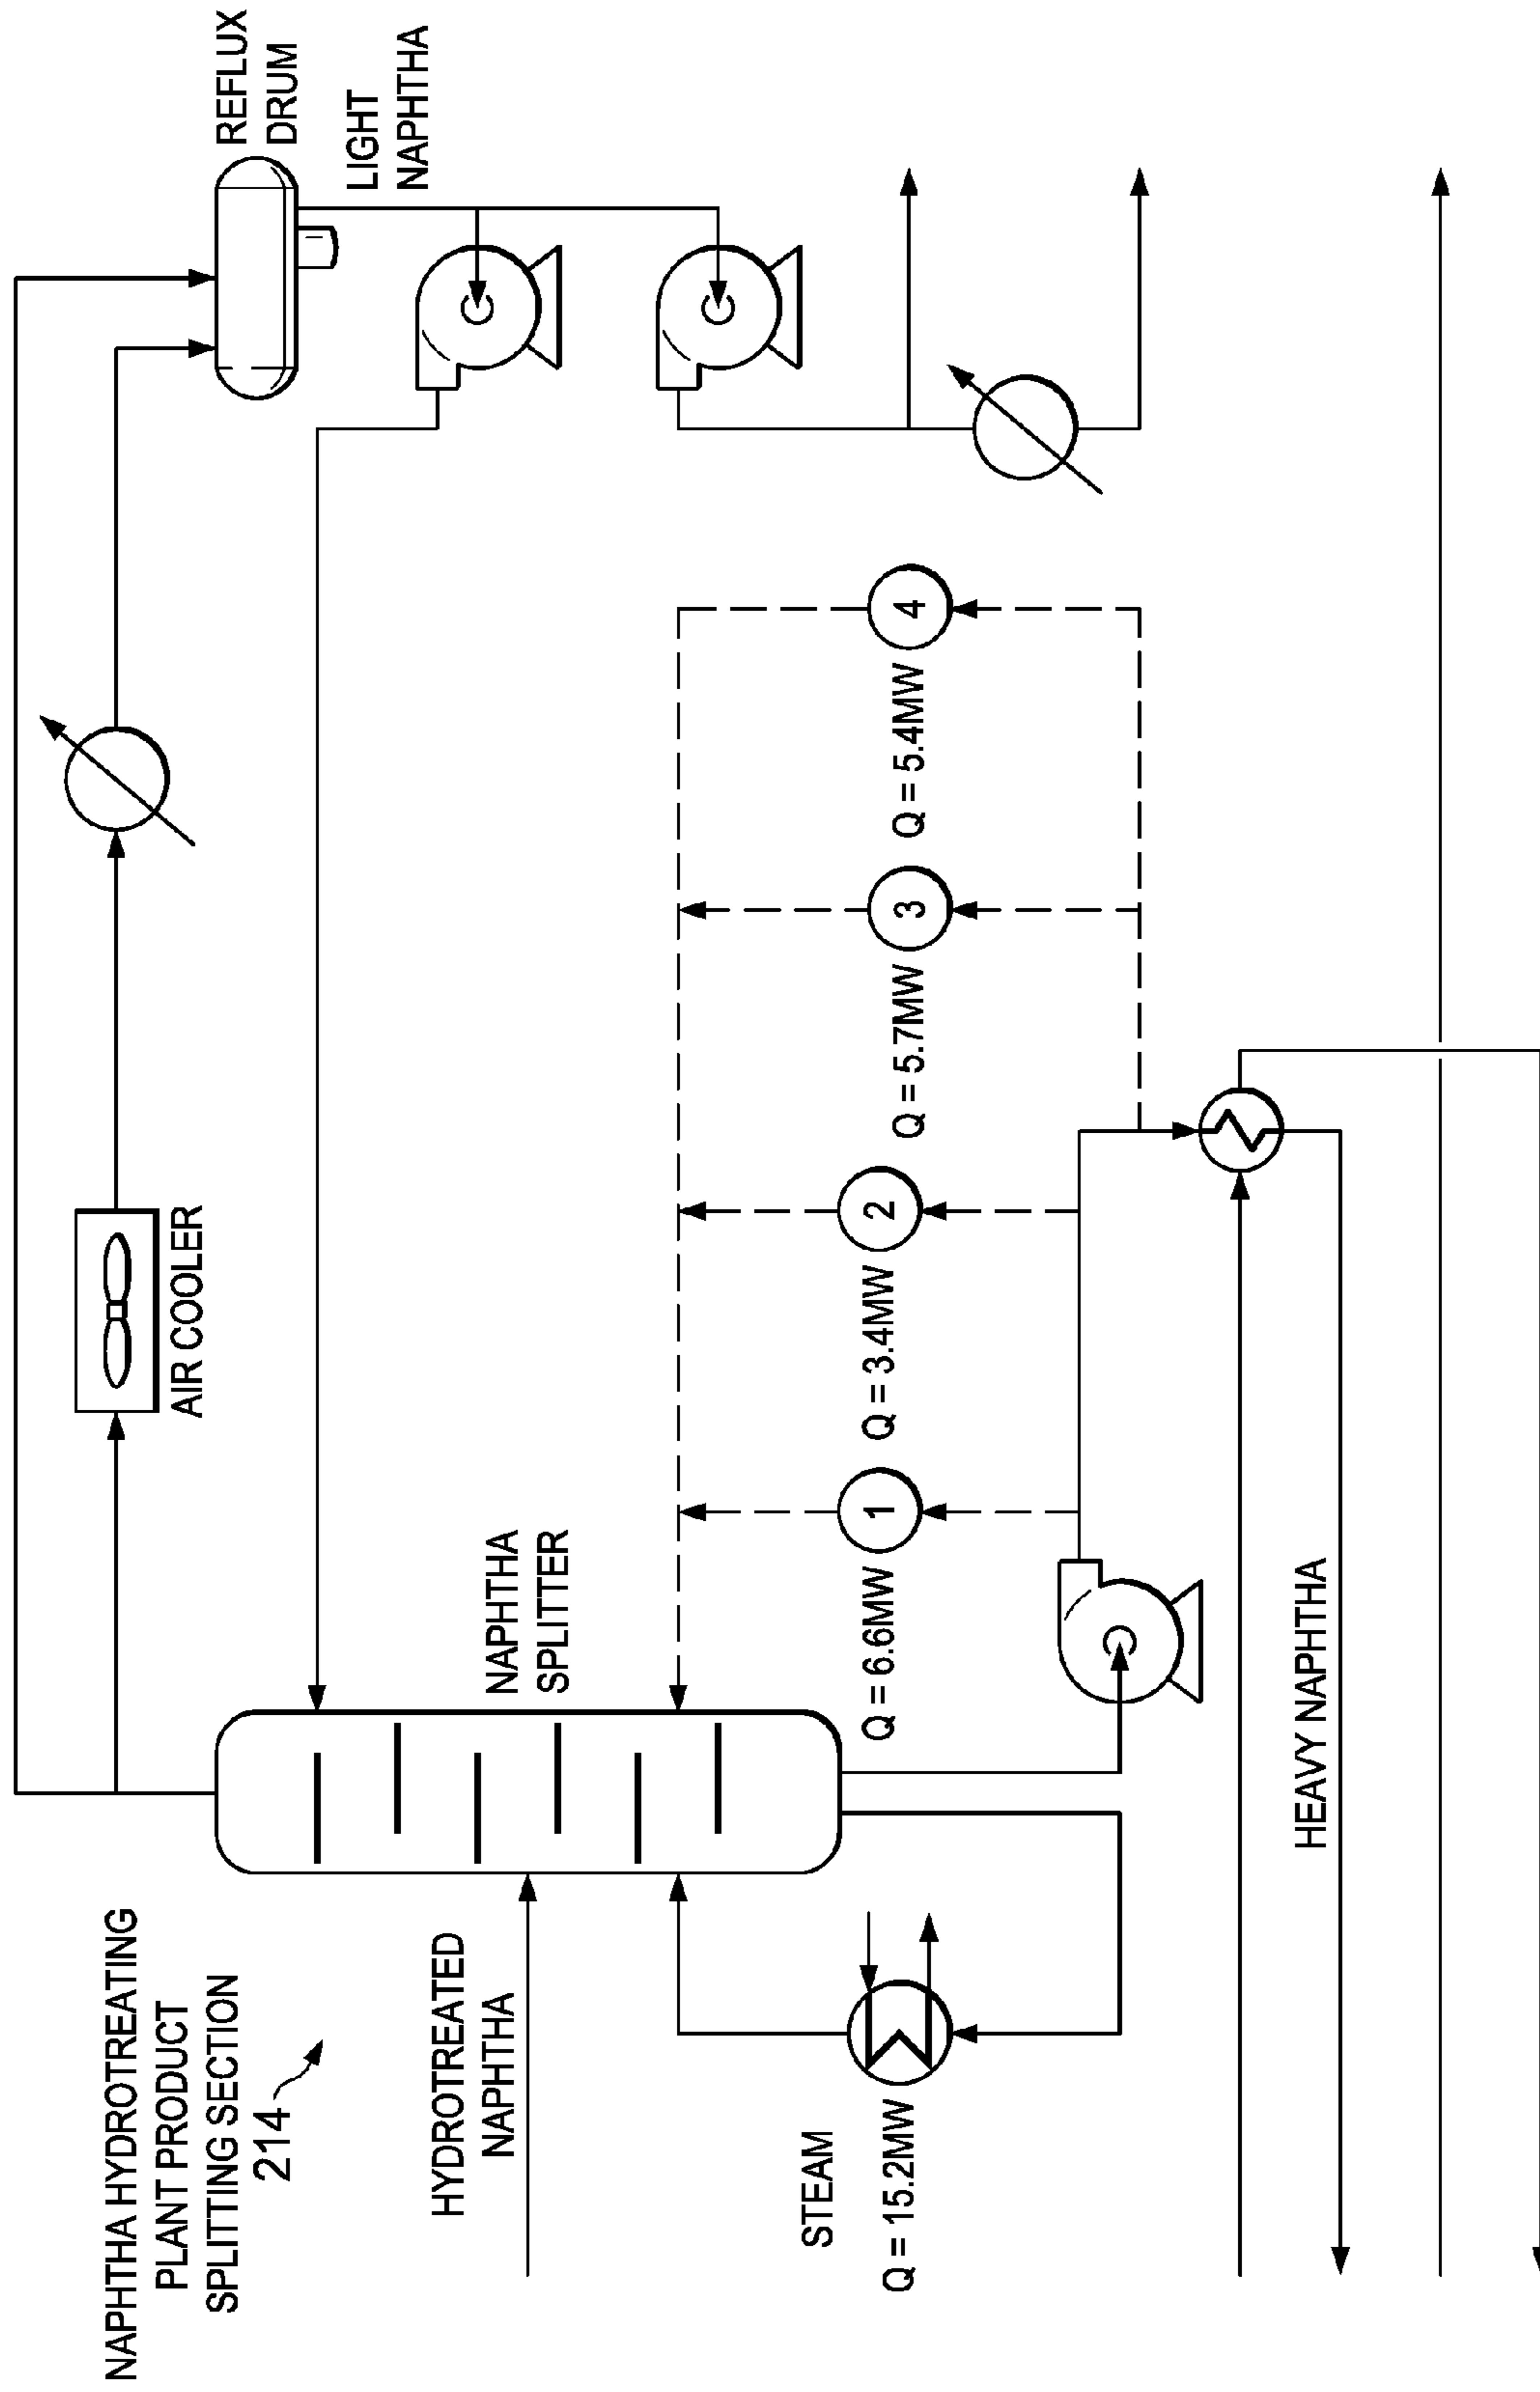 NAPHTHA HYDROTREATING
PLANT PRODUCT
SPLITTING SECTION
214
AIR COOLER
REFLUX
DRUM
LIGHT
NAPHTHA
HYDROTREATED
NAPHTHA
NAPHTHA
SPLITTER
STEAM
Q = 15.2MW
Q = 6.6MW
1
Q = 3.4MW
2
Q = 5.7MW
3
Q = 5.4MW
4
HEAVY NAPHTHA